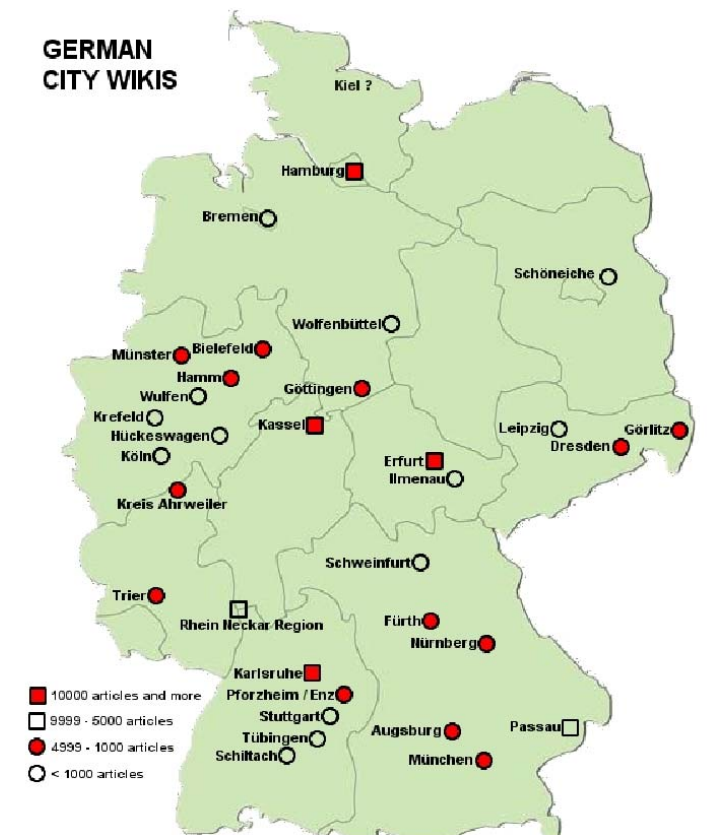 GERMAN
CITY WIKIS
Kiel ?
Hamburg
Bremen
Schöneiche
Wolfenbüttel
Bielefeld
Münster
Hamm
Göttingen
Wulfen
Krefeld
Kassel
Hückeswagen
Leipzig
Görlitz
Dresden
Köln
Erfurt
Ilmenau
Kreis Ahrweiler
Schweinfurt
Trier
Rhein Neckar Region
Fürth
Nürnberg
Karlsruhe
Pforzheim / Enz
Stuttgart
Augsburg
Passau
Tübingen
Schiltach
München
10000 articles and more
9999 - 5000 articles
4999 - 1000 articles
< 1000 articles